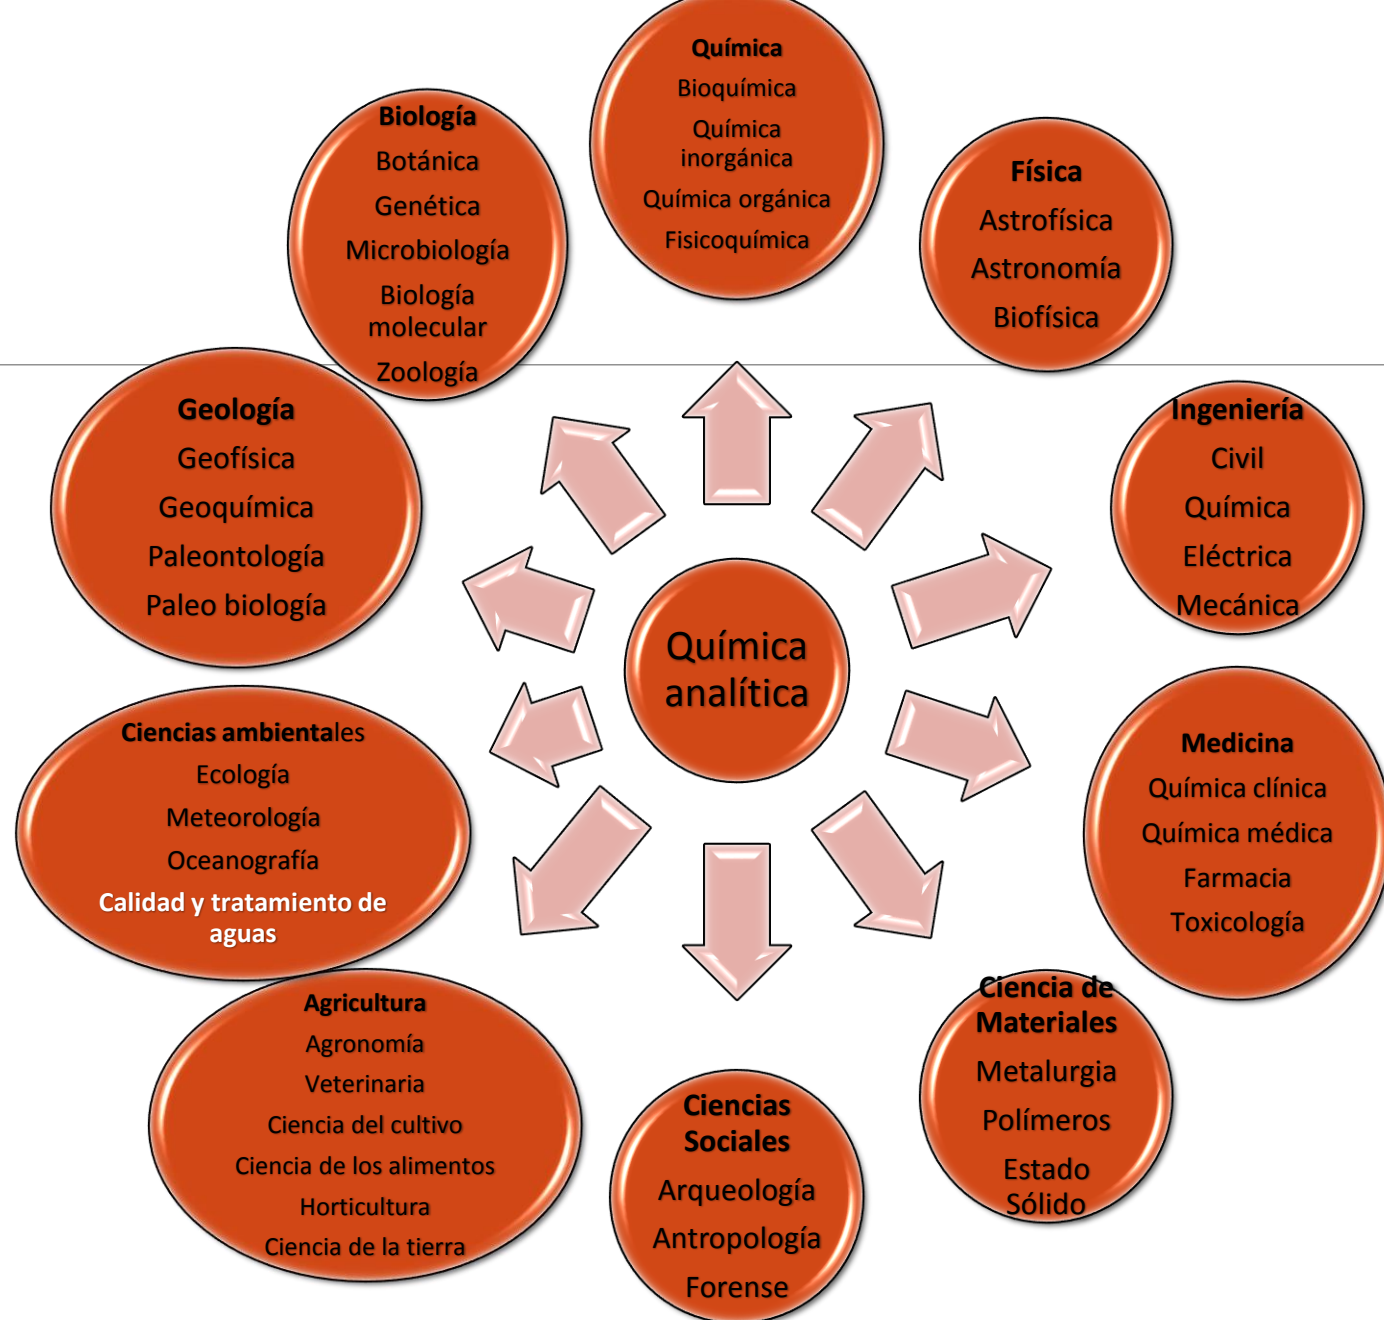 Química
Bioquímica
Química
inorgánica
Química orgánica
Fisicoquímica
Física
Astrofísica
Astronomía
Biofísica
Ingeniería
Civil
Química
Eléctrica
Mecánica
Medicina
Química clínica
Química médica
Farmacia
Toxicología
Ciencia de
Materiales
Metalurgia
Polímeros
Estado
Sólido
Ciencias
Sociales
Arqueología
Antropología
Forense
Agricultura
Agronomía
Veterinaria
Ciencia del cultivo
Ciencia de los alimentos
Horticultura
Ciencia de la tierra
Ciencias ambientales
Ecología
Meteorología
Oceanografía
Calidad y tratamiento de
aguas
Geología
Geofísica
Geoquímica
Paleontología
Paleo biología
Biología
Botánica
Genética
Microbiología
Biología
molecular
Zoología
Química
analítica